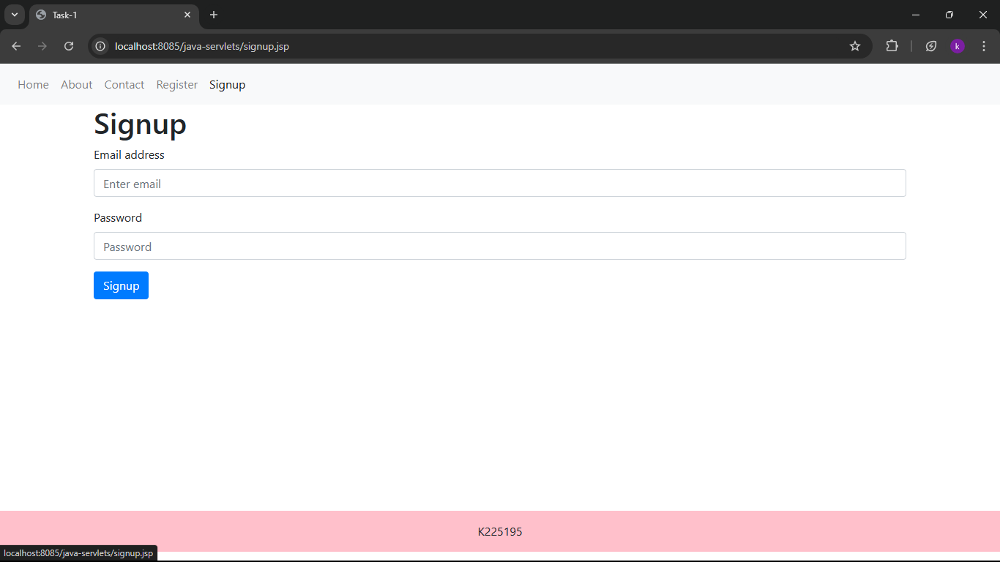 Task-1
localhost:8085/java-servlets/signup.jsp
k
Home About Contact Register Signup
Signup
Email address
Enter email
Password
Password
Signup
K225195
localhost:8085/java-servlets/signup.jsp